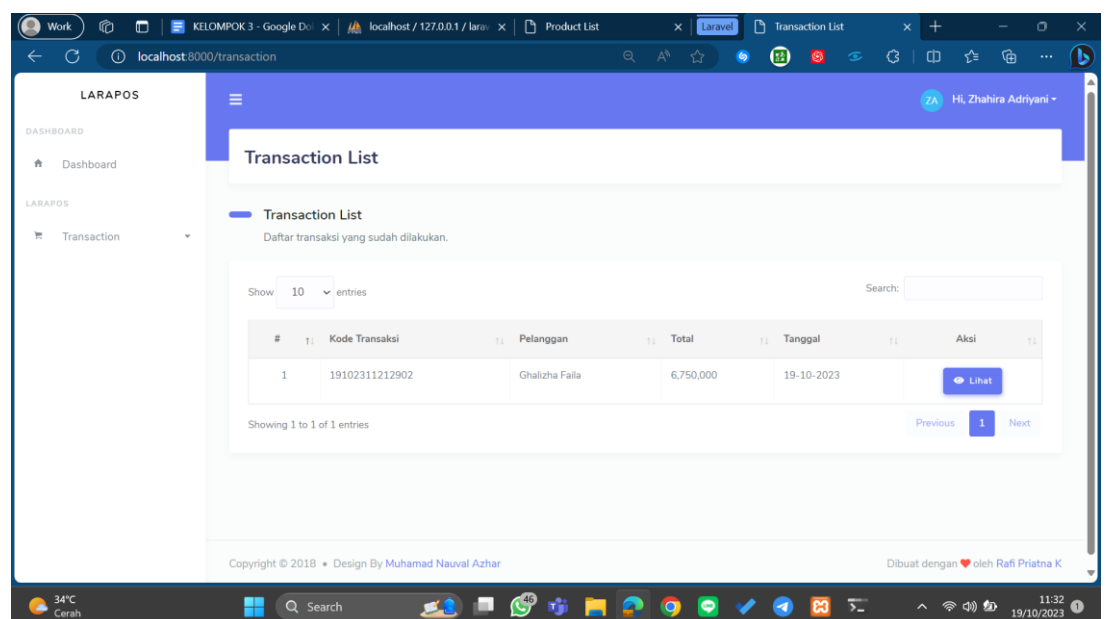 Work
KELOMPOK 3 - Google Do
localhost / 127.0.0.1 / larav
Product List
Laravel
Transaction List
localhost:8000/transaction
LARAPOS
Hi, Zhahira Adriyani
ZA
DASHBOARD
Dashboard
LARAPOS
Transaction
Transaction List
Transaction List
Daftar transaksi yang sudah dilakukan.
Show 10 entries
Search:
# Kode Transaksi Pelanggan Total Tanggal Aksi
1 19102311212902 Ghalizha Faila 6,750,000 19-10-2023 Lihat
Showing 1 to 1 of 1 entries
Previous 1 Next
Copyright © 2018 • Design By Muhamad Nauval Azhar
Dibuat dengan ❤ oleh Rafi Priatna K
34°C
Cerah
Search
46
11:32
19/10/2023
1